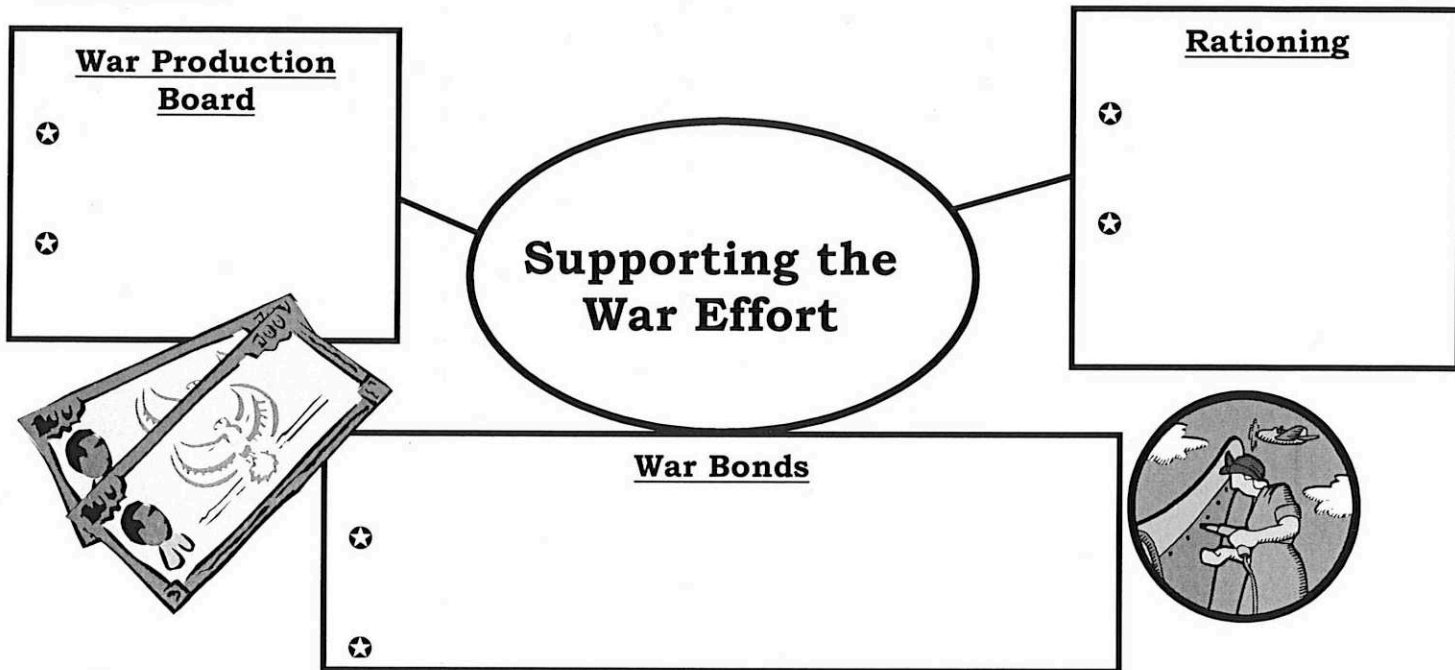 War Production
Board
Rationing
Supporting the
War Effort
War Bonds